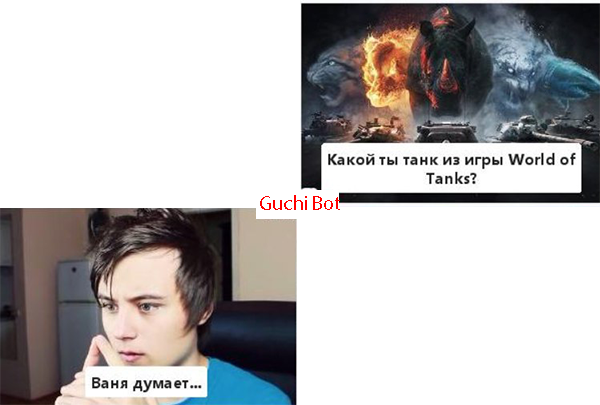 Какой ты танк из игры World of
Tanks?
Guchi Bot
Ваня думает...